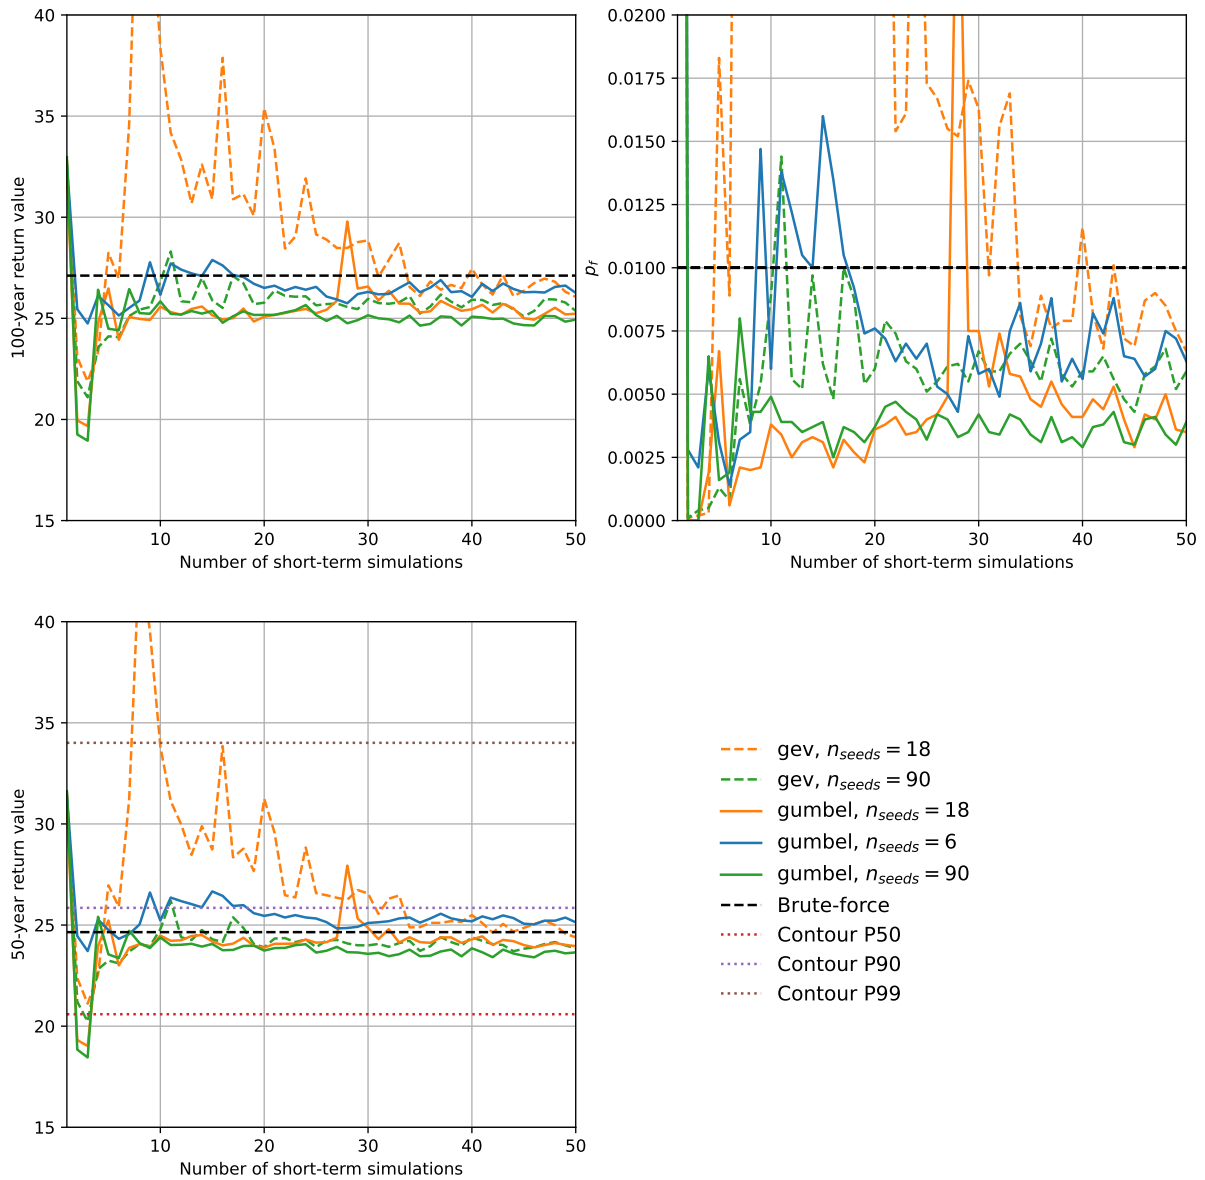 40
35
30
25
20
15
100-year return value
10
20
30
40
50
Number of short-term simulations
0.0200
0.0175
0.0150
0.0125
0.0100
0.0075
0.0050
0.0025
0.0000
p_f
10
20
30
40
50
Number of short-term simulations
40
35
30
25
20
15
50-year return value
10
20
30
40
50
Number of short-term simulations
gev, n_seeds = 18
gev, n_seeds = 90
gumbel, n_seeds = 18
gumbel, n_seeds = 6
gumbel, n_seeds = 90
Brute-force
Contour P50
Contour P90
Contour P99